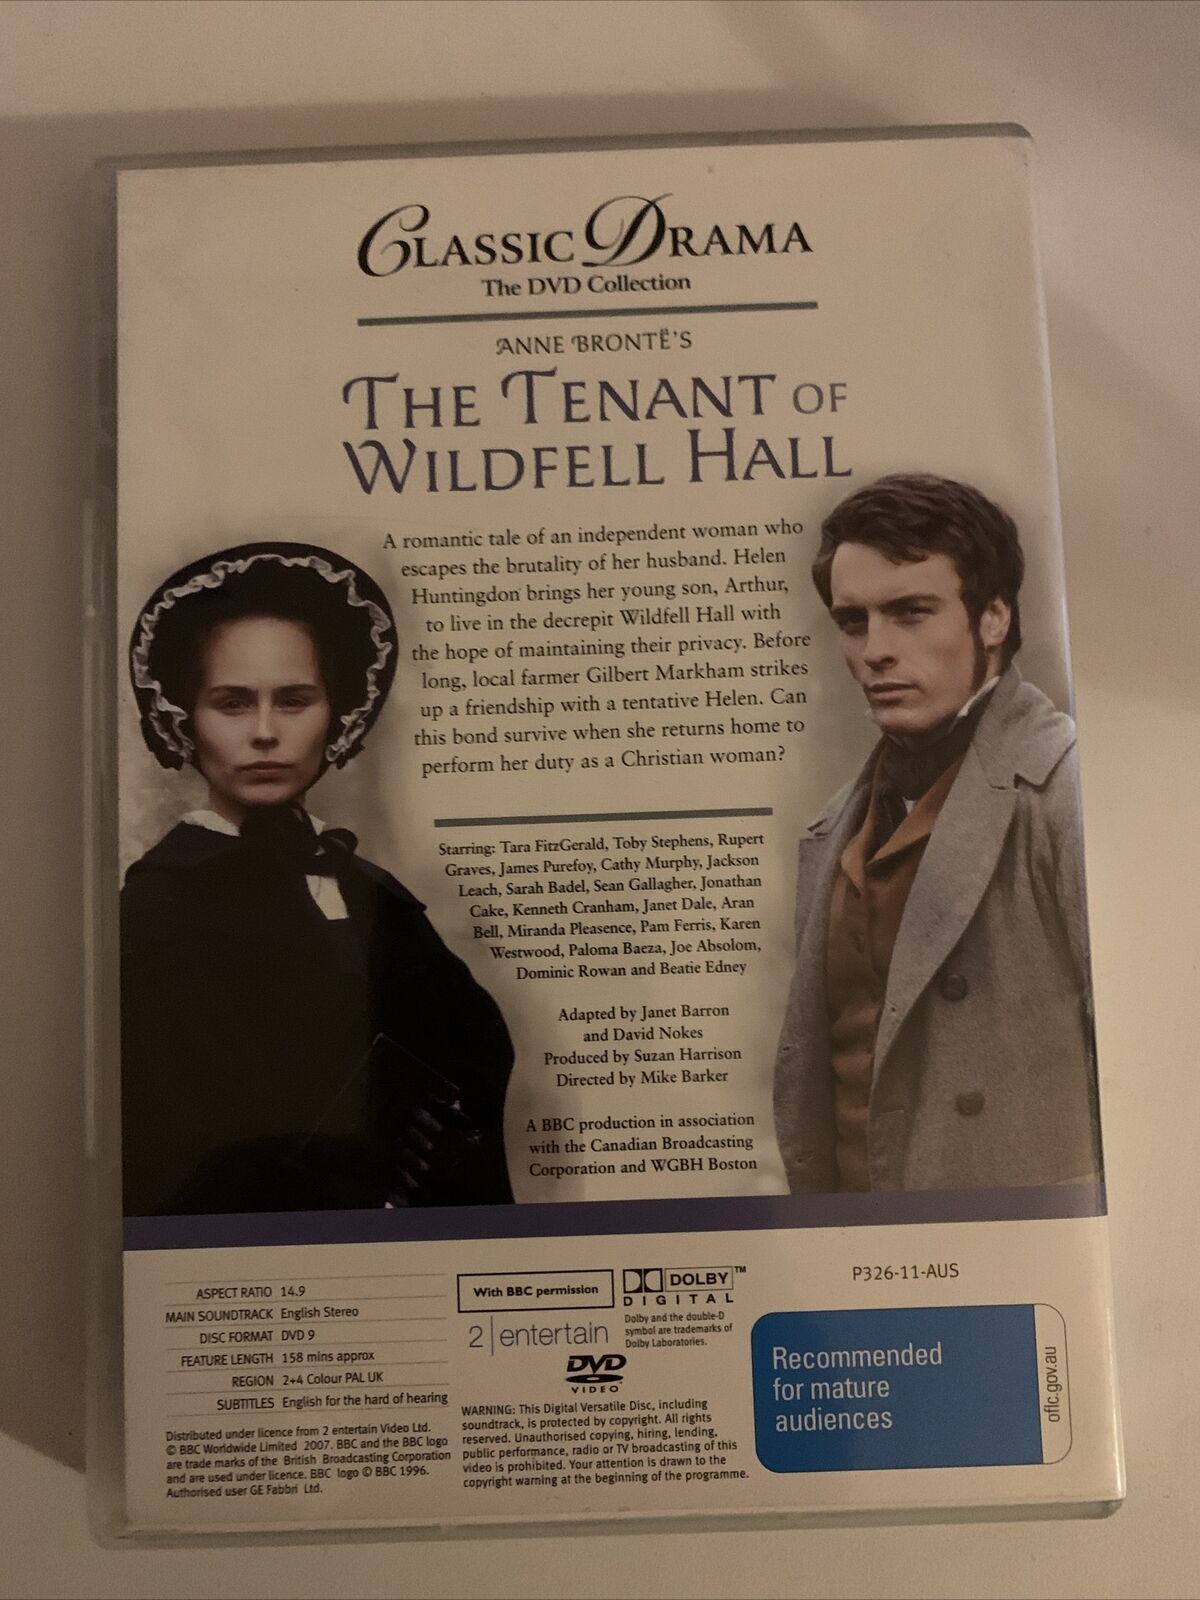 CLASSIC DRAMA
The DVD Collection
ANNE BRONTË'S
THE TENANT OF
WILDFELL HALL
A romantic tale of an independent woman who
escapes the brutality of her husband. Helen
Huntingdon brings her young son, Arthur,
to live in the decrepit Wildfell Hall with
the hope of maintaining their privacy. Before
long, local farmer Gilbert Markham strikes
up a friendship with a tentative Helen. Can
this bond survive when she returns home to
perform her duty as a Christian woman?
Starring: Tara FitzGerald, Toby Stephens, Rupert
Graves, James Purefoy, Cathy Murphy, Jackson
Leach, Sarah Badel, Sean Gallagher, Jonathan
Cake, Kenneth Cranham, Janet Dale, Aran
Bell, Miranda Pleasence, Pam Ferris, Karen
Westwood, Paloma Baeza, Joe Absolom,
Dominic Rowan and Beatie Edney
Adapted by Janet Barron
and David Nokes
Produced by Suzan Harrison
Directed by Mike Barker
A BBC production in association
with the Canadian Broadcasting
Corporation and WGBH Boston
ASPECT RATIO 14.9
MAIN SOUNDTRACK English Stereo
DISC FORMAT DVD 9
FEATURE LENGTH 158 mins approx
REGION 2+4 Colour PAL UK
SUBTITLES English for the hard of hearing
Distributed under licence from 2 entertain Video Ltd.
© BBC Worldwide Limited 2007. BBC and the BBC logo
are trade marks of the British Broadcasting Corporation
and are used under licence. BBC logo © BBC 1996.
Authorised user GE Fabbri Ltd.
With BBC permission
2 entertain
DOLBY™
DIGITAL
Dolby and the double-D
symbol are trademarks of
Dolby Laboratories.
DVD
VIDEO™
WARNING: This Digital Versatile Disc, including
soundtrack, is protected by copyright. All rights
reserved. Unauthorised copying, hiring, lending,
public performance, radio or TV broadcasting of this
video is prohibited. Your attention is drawn to the
copyright warning at the beginning of the programme.
P326-11-AUS
Recommended
for mature
audiences
oflc.gov.au